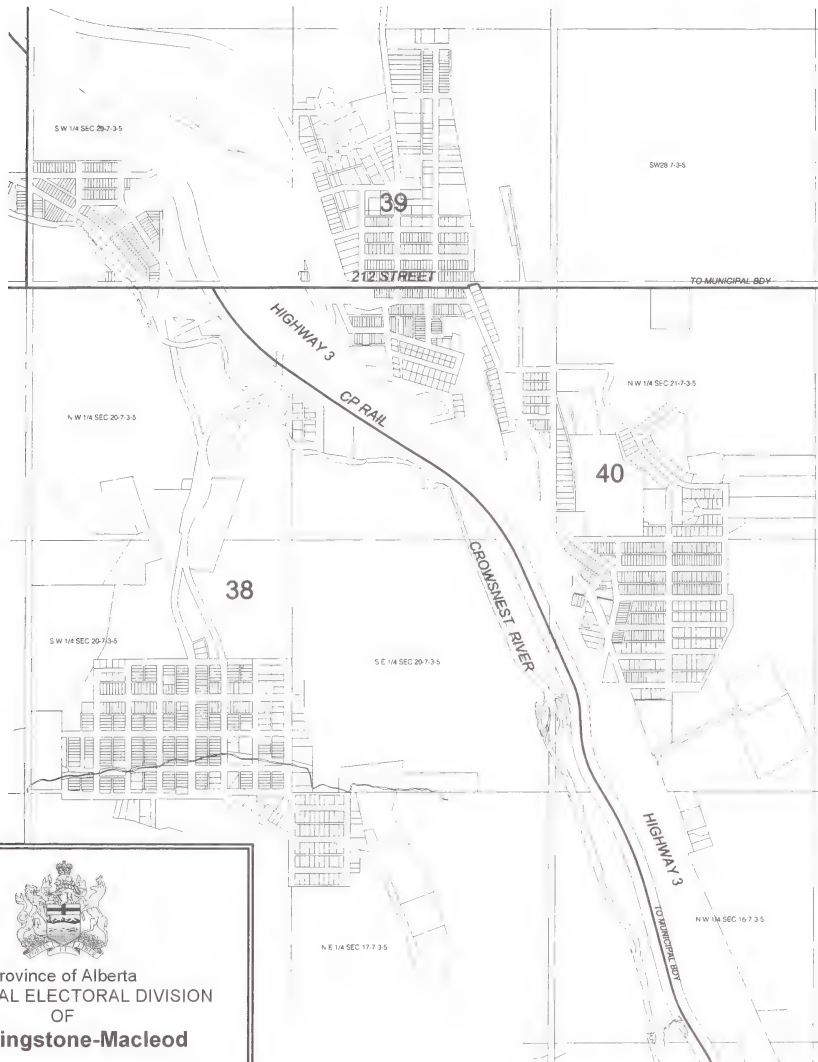 S W 1/4 SEC 29-7-3-5
SW28 7-3-5
39
212 STREET
TO MUNICIPAL BDY
HIGHWAY 3
N W 1/4 SEC 21-7-3-5
CP RAIL
N W 1/4 SEC 20-7-3-5
40
CROWSNEST RIVER
38
S W 1/4 SEC 20-7-3-5
S E 1/4 SEC 20-7-3-5
HIGHWAY 3
TO MUNICIPAL BDY
N W 1/4 SEC 16-7 3 5
N E 1/4 SEC 17-7 3-5
rovince of Alberta
AL ELECTORAL DIVISION
OF
ingstone-Macleod